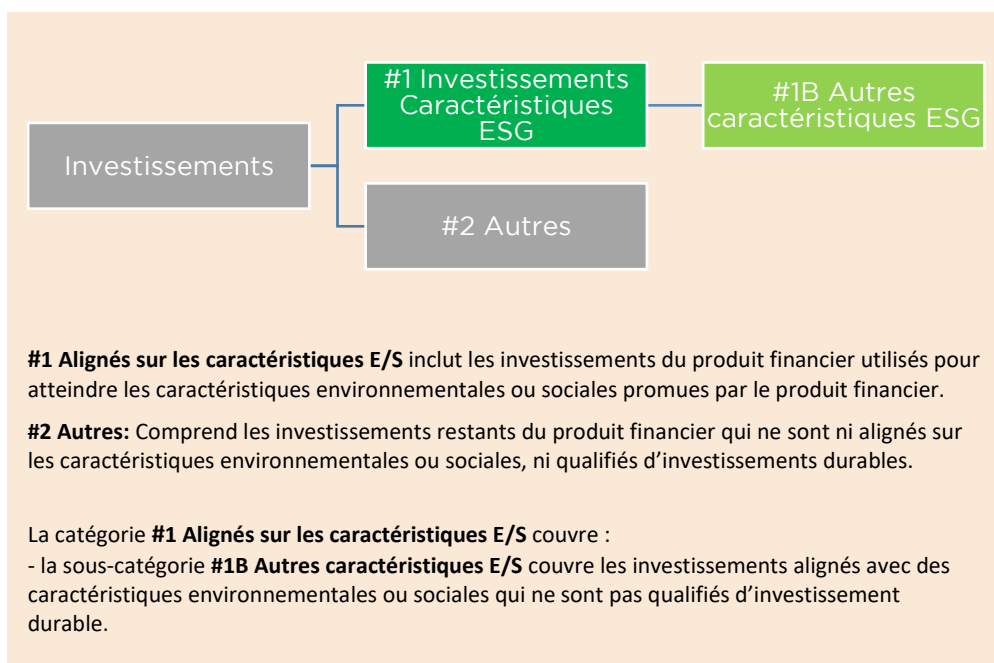 #1 Investissements
Caractéristiques
ESG
#1B Autres
caractéristiques ESG
Investissements
#2 Autres
#1 Alignés sur les caractéristiques E/S inclut les investissements du produit financier utilisés pour
atteindre les caractéristiques environnementales ou sociales promues par le produit financier.
#2 Autres: Comprend les investissements restants du produit financier qui ne sont ni alignés sur
les caractéristiques environnementales ou sociales, ni qualifiés d’investissements durables.
La catégorie #1 Alignés sur les caractéristiques E/S couvre :
- la sous-catégorie #1B Autres caractéristiques E/S couvre les investissements alignés avec des
caractéristiques environnementales ou sociales qui ne sont pas qualifiés d’investissement
durable.